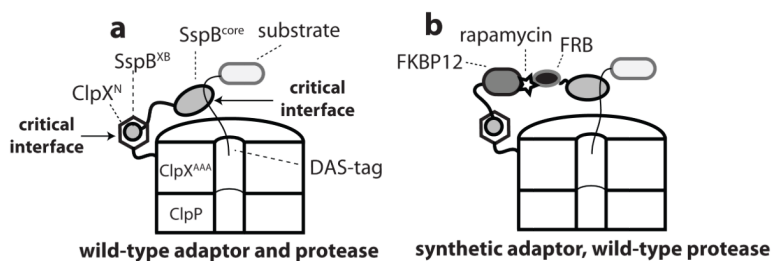 a
SspB^core
substrate
SspB^XB
ClpX^N
critical
interface
critical
interface
ClpX^AAA
DAS-tag
ClpP
wild-type adaptor and protease
b
rapamycin
FRB
FKBP12
synthetic adaptor, wild-type protease